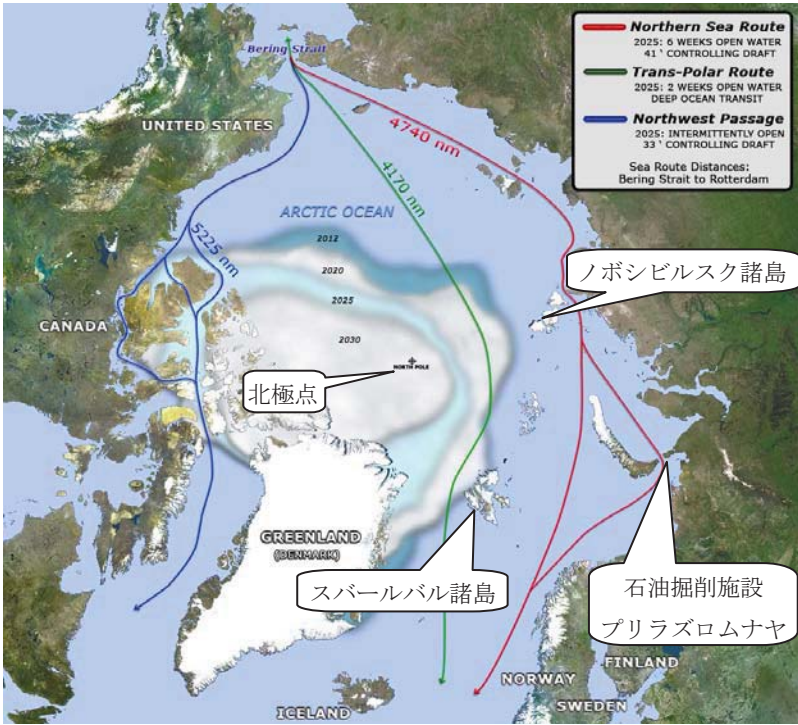 Northern Sea Route
2025: 6 WEEKS OPEN WATER
41' CONTROLLING DRAFT
Trans-Polar Route
2025: 2 WEEKS OPEN WATER
DEEP OCEAN TRANSIT
Northwest Passage
2025: INTERMITTENTLY OPEN
33' CONTROLLING DRAFT
Sea Route Distances:
Bering Strait to Rotterdam
Bering Strait
UNITED STATES
4740 nm
4170 nm
ARCTIC OCEAN
5225 nm
2012
2020
2025
2030
ノボシビルスク諸島
CANADA
NORTH POLE
北極点
GREENLAND
(DENMARK)
スバールバル諸島
石油掘削施設
プリラズロムナヤ
NORWAY
FINLAND
SWEDEN
ICELAND